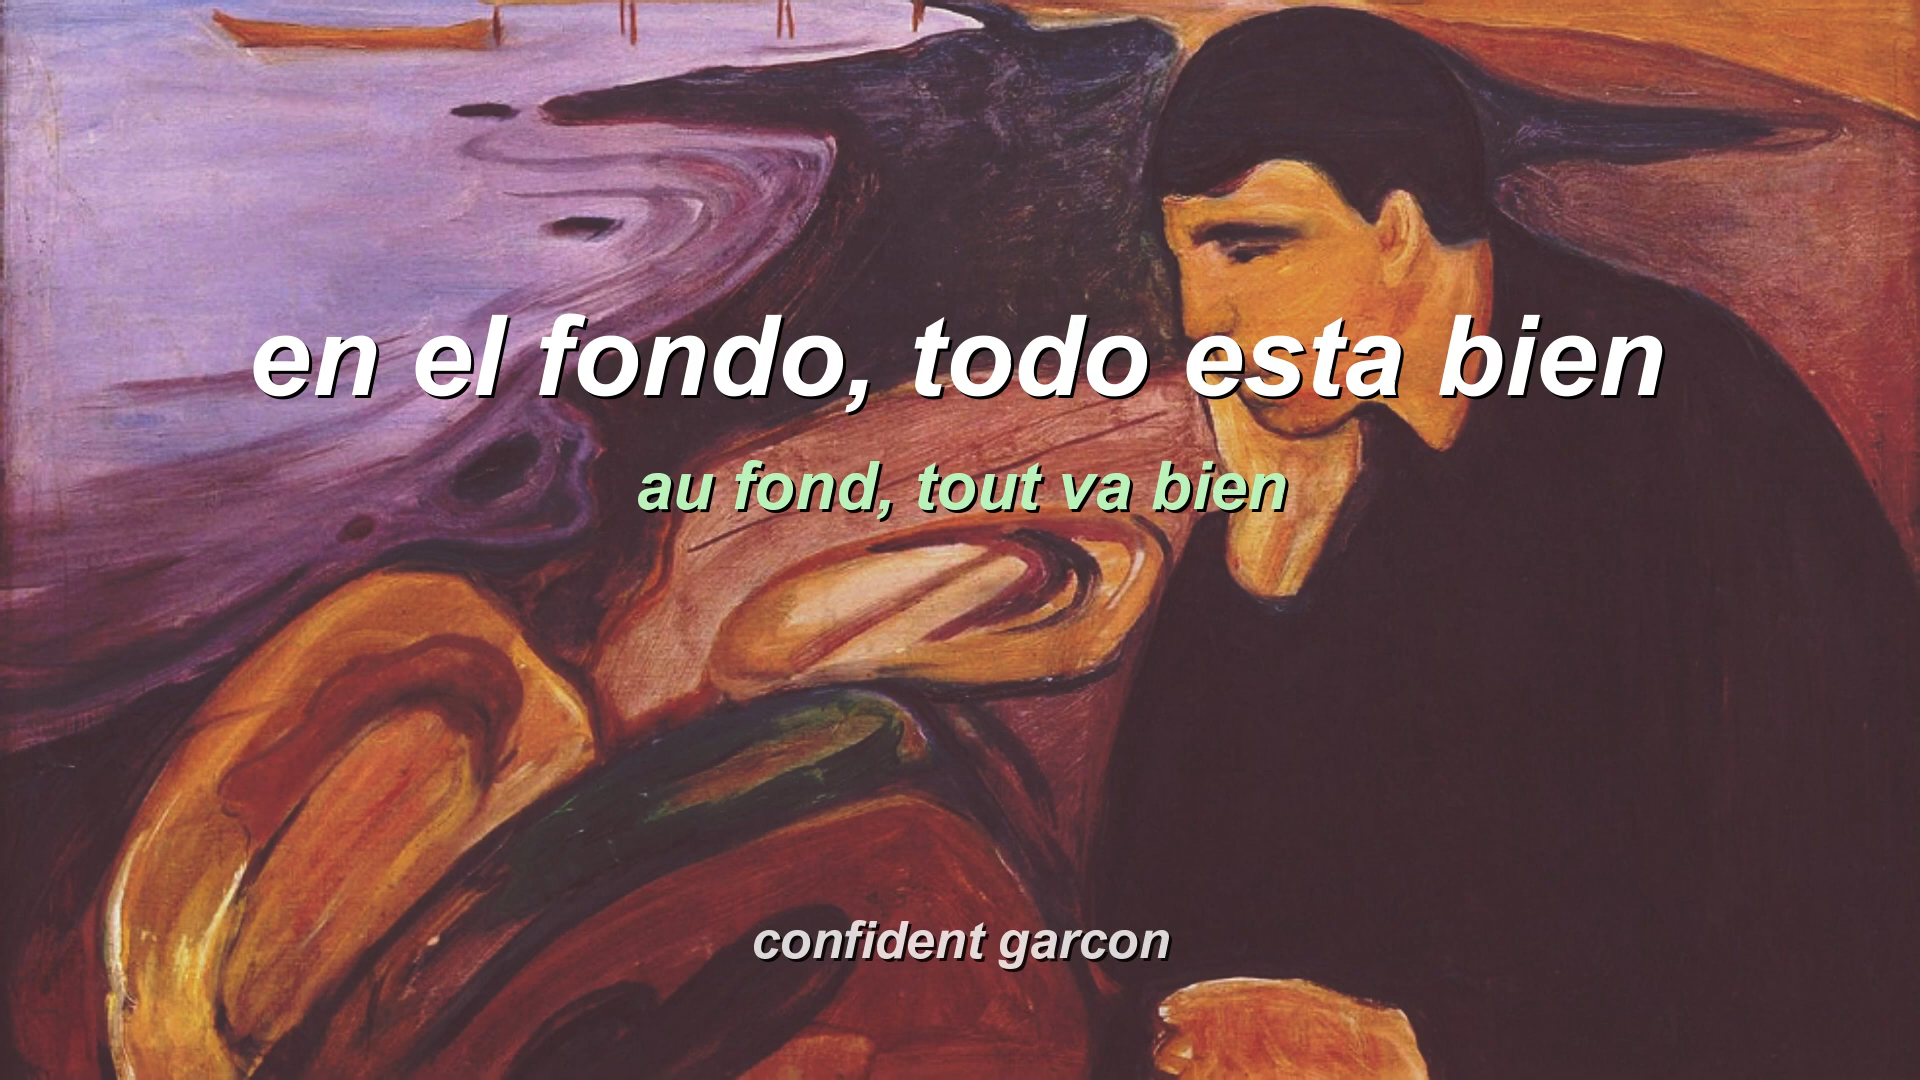 en el fondo, todo esta bien
au fond, tout va bien
confident garcon